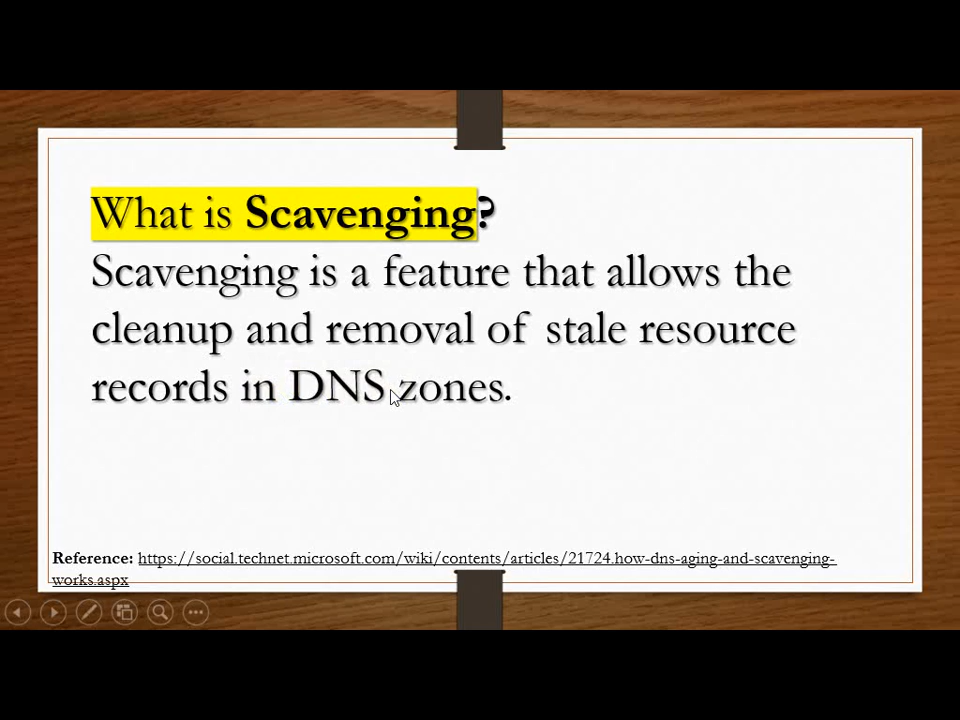 What is Scavenging?
Scavenging is a feature that allows the
cleanup and removal of stale resource
records in DNS zones.
Reference: https://social.technet.microsoft.com/wiki/contents/articles/21724.how-dns-aging-and-scavenging-
works.aspx